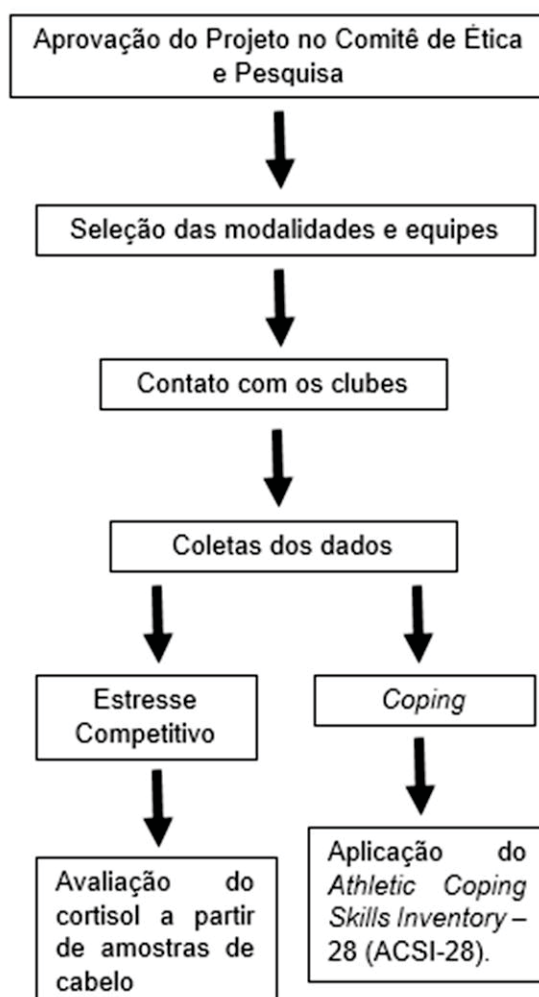 Aprovação do Projeto no Comitê de Ética
e Pesquisa
Seleção das modalidades e equipes
Contato com os clubes
Coletas dos dados
Estresse
Competitivo
Coping
Avaliação do
cortisol a partir
de amostras de
cabelo
Aplicação do
Athletic Coping
Skills Inventory –
28 (ACSI-28).